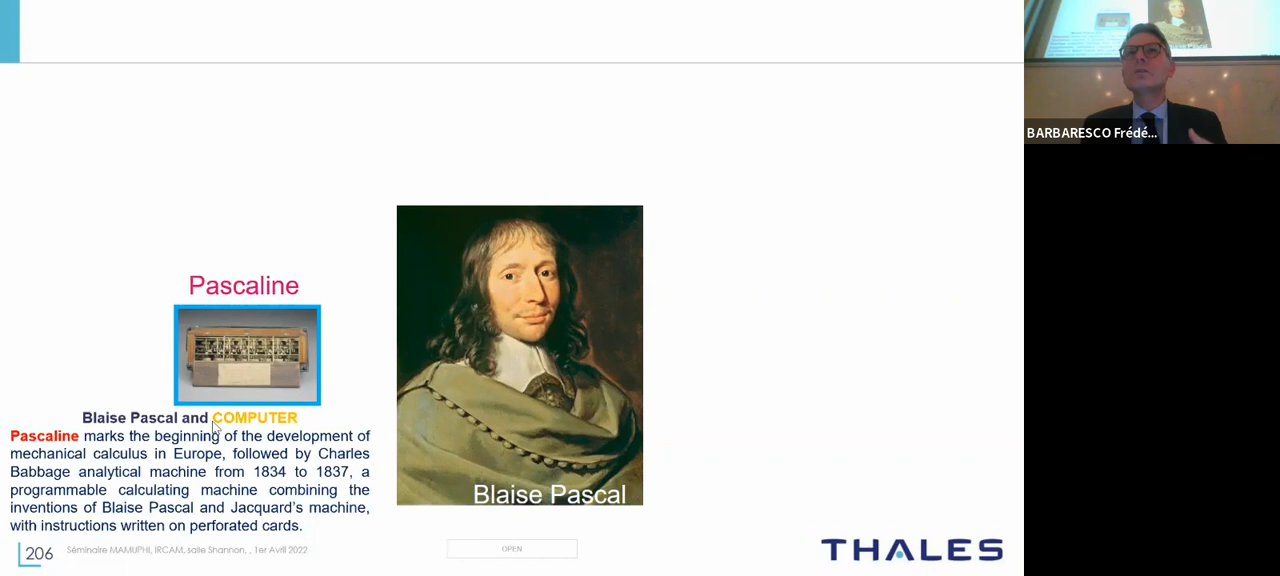 Pascaline
Blaise Pascal and COMPUTER
Pascaline marks the beginning of the development of
mechanical calculus in Europe, followed by Charles
Babbage analytical machine from 1834 to 1837, a
programmable calculating machine combining the
inventions of Blaise Pascal and Jacquard's machine,
with instructions written on perforated cards.
Blaise Pascal
206
Séminaire MAMUPHI, IRCAM, salle Shannon, , 1er Avril 2022
OPEN
THALES
BARBARESCO Frédé...